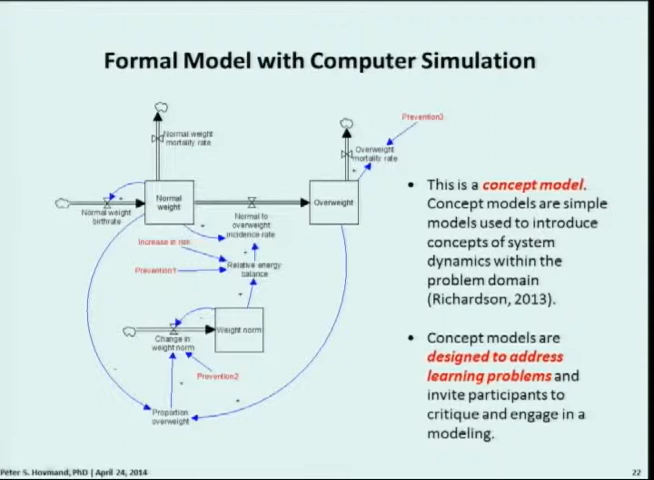 Formal Model with Computer Simulation
Prevention3
Normal weight
mortality rate
Overweight
mortality rate
Normal
weight
Overweight
Normal weight
birthrate
Normal to
overweight
incidence rate
Increase in risk
Prevention1
Relative energy
balance
Weight norm
Change in
weight norm
Prevention2
Proportion
overweight
• This is a concept model.
Concept models are simple
models used to introduce
concepts of system
dynamics within the
problem domain
(Richardson, 2013).
• Concept models are
designed to address
learning problems and
invite participants to
critique and engage in a
modeling.
Peter S. Hovmand, PhD | April 24, 2014
22